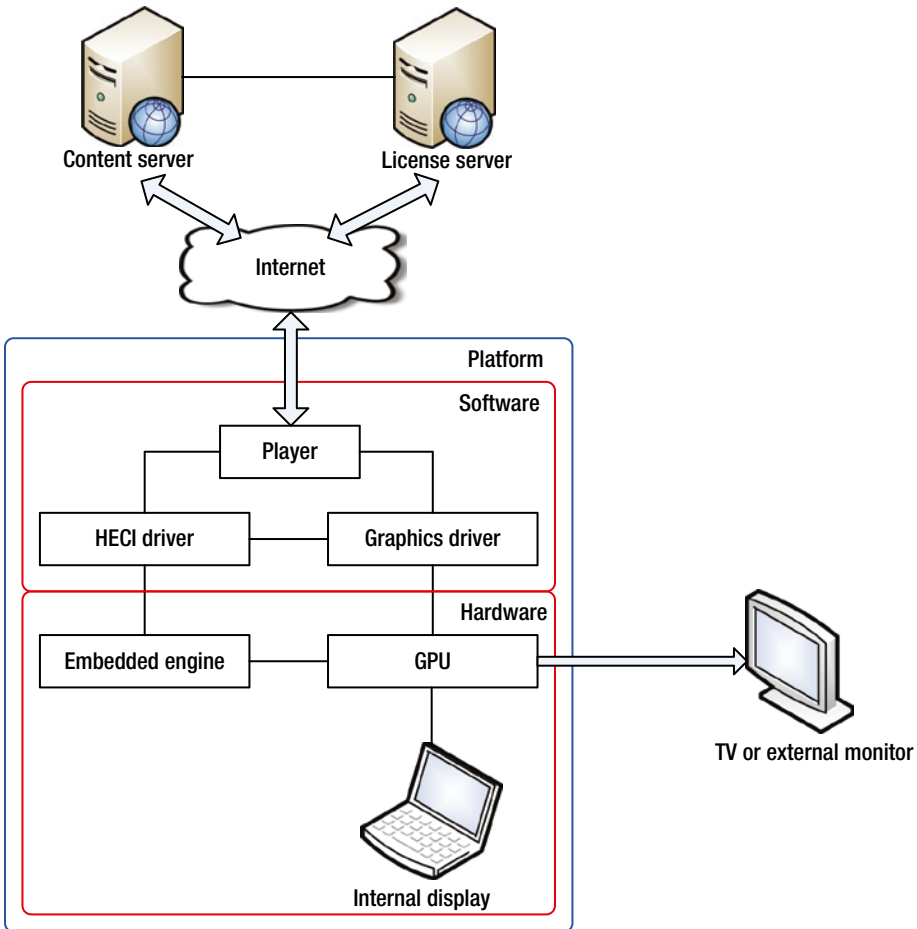 Content server
License server
Internet
Platform
Software
Player
HECI driver
Graphics driver
Hardware
Embedded engine
GPU
TV or external monitor
Internal display